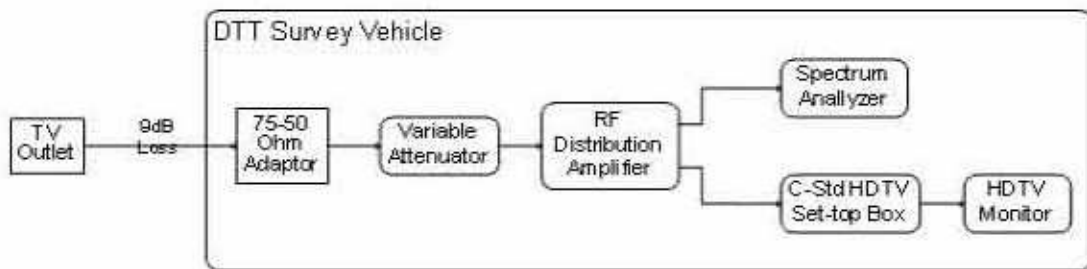 DTT Survey Vehicle
TV
Outlet
9dB
Loss
75-50
Ohm
Adaptor
Variable
Attenuator
RF
Distribution
Amplifier
Spectrum
Anallyzer
C-Std HDTV
Set-top Box
HDTV
Monitor